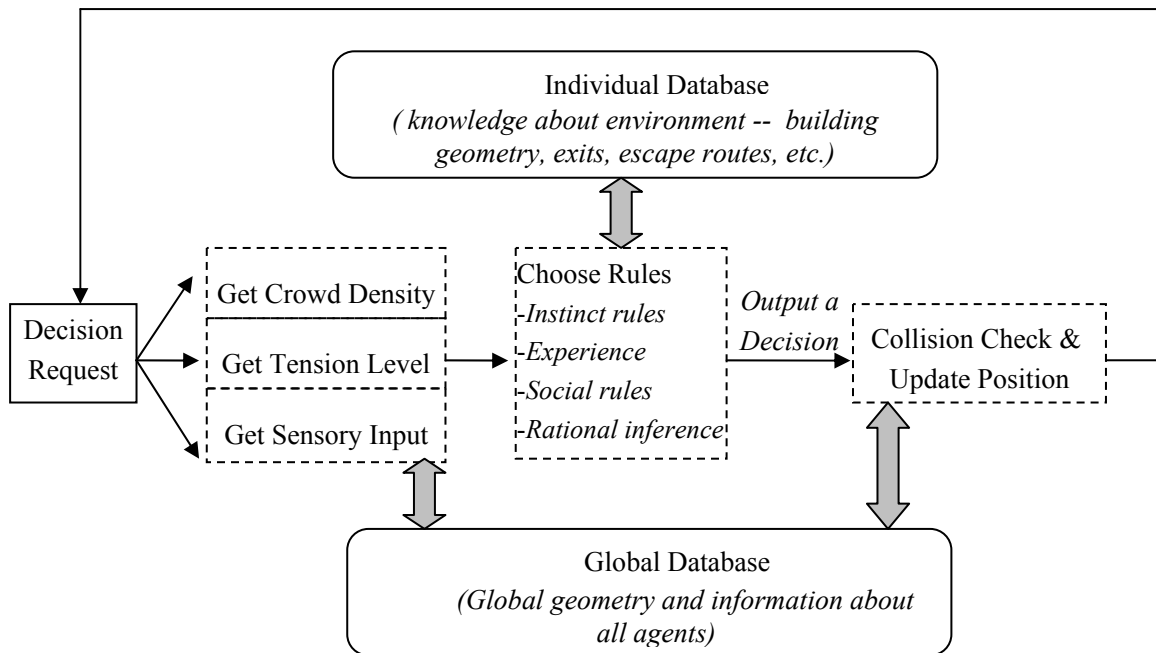 Individual Database
( knowledge about environment -- building
geometry, exits, escape routes, etc.)
Decision
Request
Get Crowd Density
Get Tension Level
Get Sensory Input
Choose Rules
-Instinct rules
-Experience
-Social rules
-Rational inference
Output a
Decision
Collision Check &
Update Position
Global Database
(Global geometry and information about
all agents)